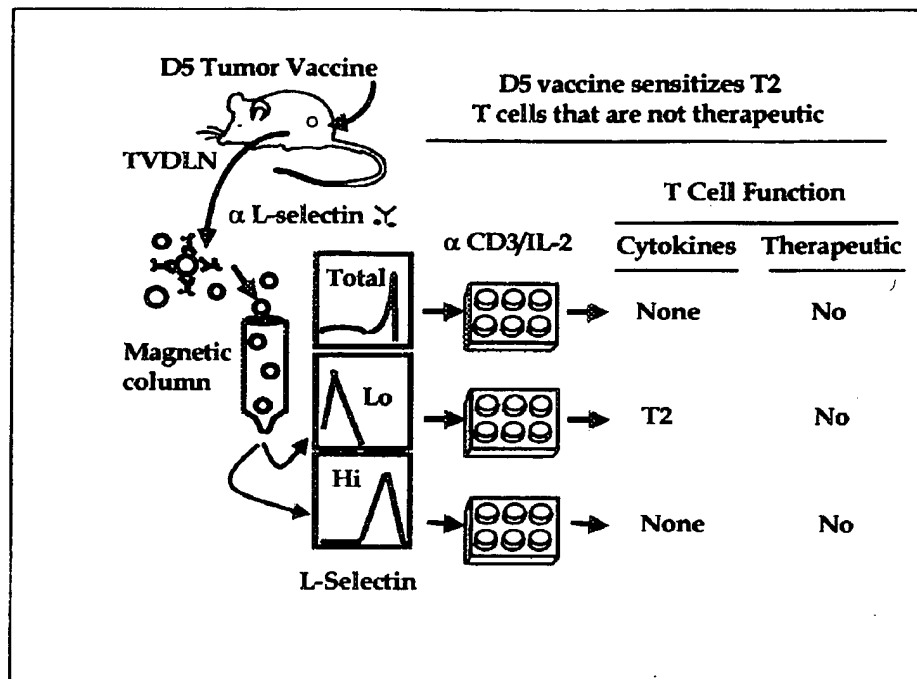 D5 Tumor Vaccine
D5 vaccine sensitizes T2
T cells that are not therapeutic
TVDLN
T Cell Function
α L-selectin
α CD3/IL-2
Cytokines
Therapeutic
Total
None
No
Magnetic
column
Lo
T2
No
Hi
None
No
L-Selectin